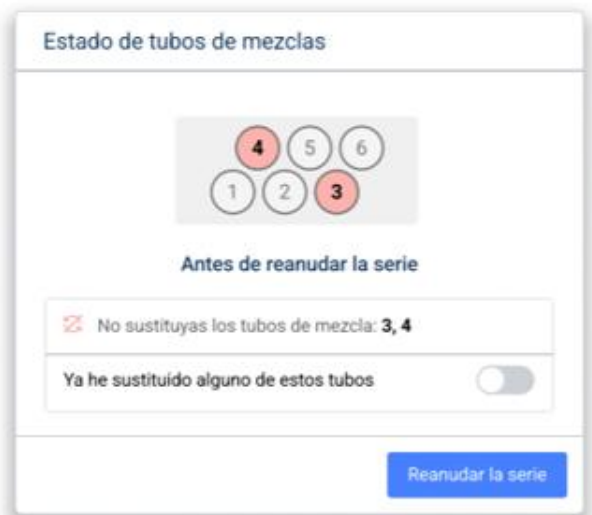 Estado de tubos de mezclas
4 5 6
1 2 3
Antes de reanudar la serie
No sustituyas los tubos de mezcla: 3, 4
Ya he sustituído alguno de estos tubos
Reanudar la serie